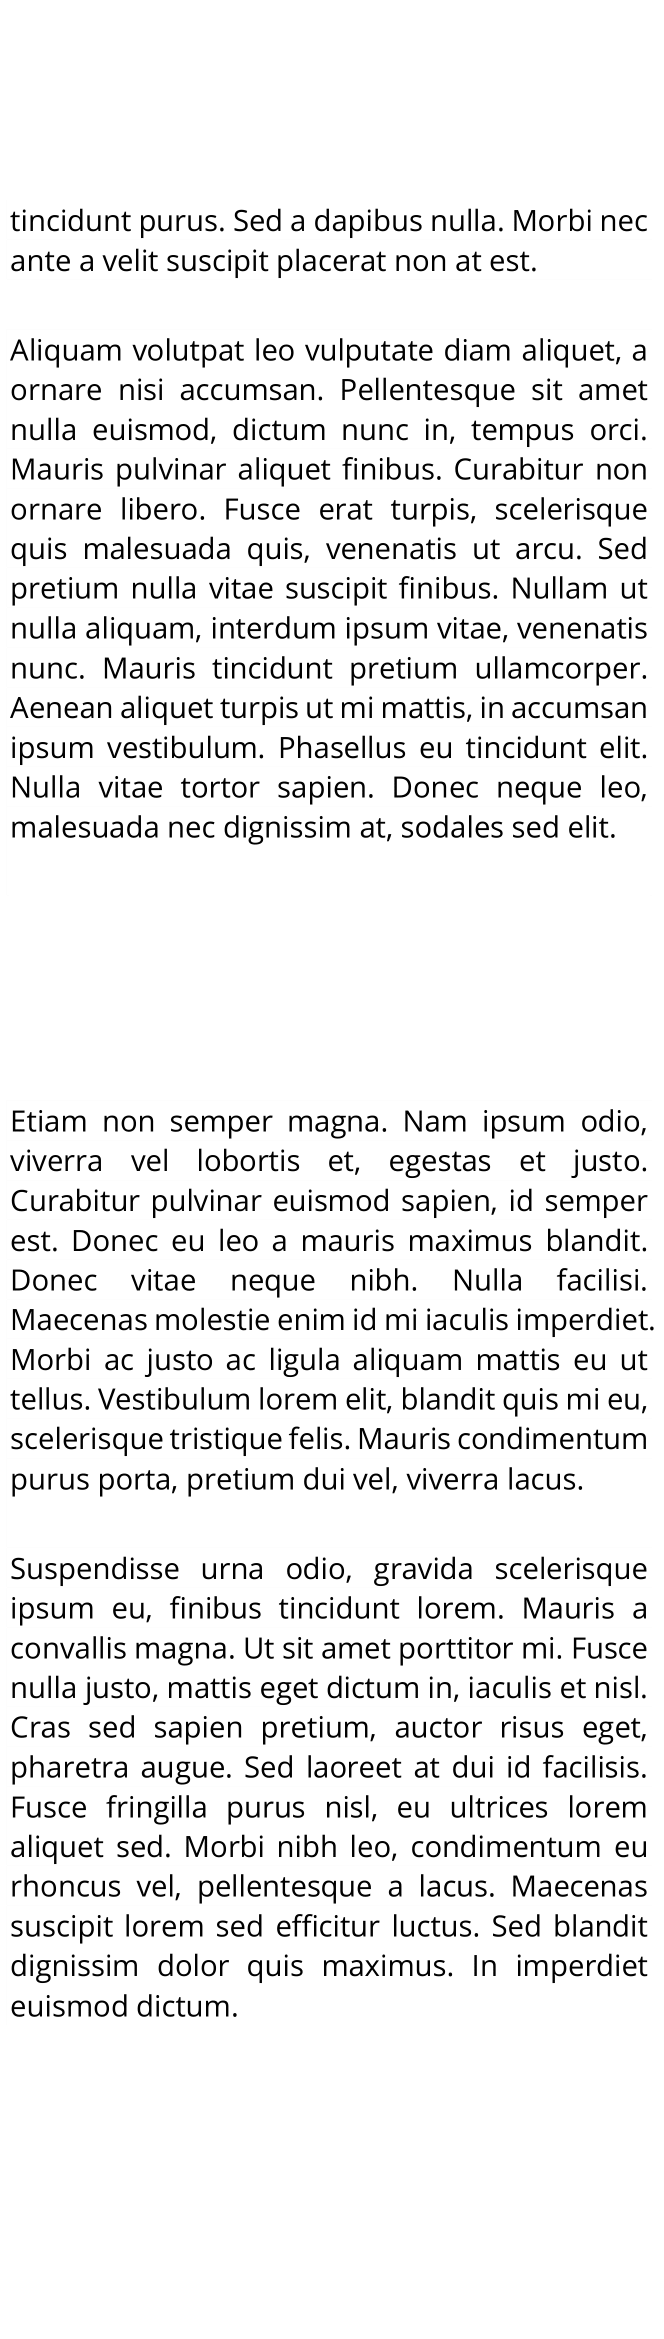 tincidunt purus. Sed a dapibus nulla. Morbi nec
ante a velit suscipit placerat non at est.
Aliquam volutpat leo vulputate diam aliquet, a
ornare nisi accumsan. Pellentesque sit amet
nulla euismod, dictum nunc in, tempus orci.
Mauris pulvinar aliquet finibus. Curabitur non
ornare libero. Fusce erat turpis, scelerisque
quis malesuada quis, venenatis ut arcu. Sed
pretium nulla vitae suscipit finibus. Nullam ut
nulla aliquam, interdum ipsum vitae, venenatis
nunc. Mauris tincidunt pretium ullamcorper.
Aenean aliquet turpis ut mi mattis, in accumsan
ipsum vestibulum. Phasellus eu tincidunt elit.
Nulla vitae tortor sapien. Donec neque leo,
malesuada nec dignissim at, sodales sed elit.
Etiam non semper magna. Nam ipsum odio,
viverra vel lobortis et, egestas et justo.
Curabitur pulvinar euismod sapien, id semper
est. Donec eu leo a mauris maximus blandit.
Donec vitae neque nibh. Nulla facilisi.
Maecenas molestie enim id mi iaculis imperdiet.
Morbi ac justo ac ligula aliquam mattis eu ut
tellus. Vestibulum lorem elit, blandit quis mi eu,
scelerisque tristique felis. Mauris condimentum
purus porta, pretium dui vel, viverra lacus.
Suspendisse urna odio, gravida scelerisque
ipsum eu, finibus tincidunt lorem. Mauris a
convallis magna. Ut sit amet porttitor mi. Fusce
nulla justo, mattis eget dictum in, iaculis et nisl.
Cras sed sapien pretium, auctor risus eget,
pharetra augue. Sed laoreet at dui id facilisis.
Fusce fringilla purus nisl, eu ultrices lorem
aliquet sed. Morbi nibh leo, condimentum eu
rhoncus vel, pellentesque a lacus. Maecenas
suscipit lorem sed efficitur luctus. Sed blandit
dignissim dolor quis maximus. In imperdiet
euismod dictum.